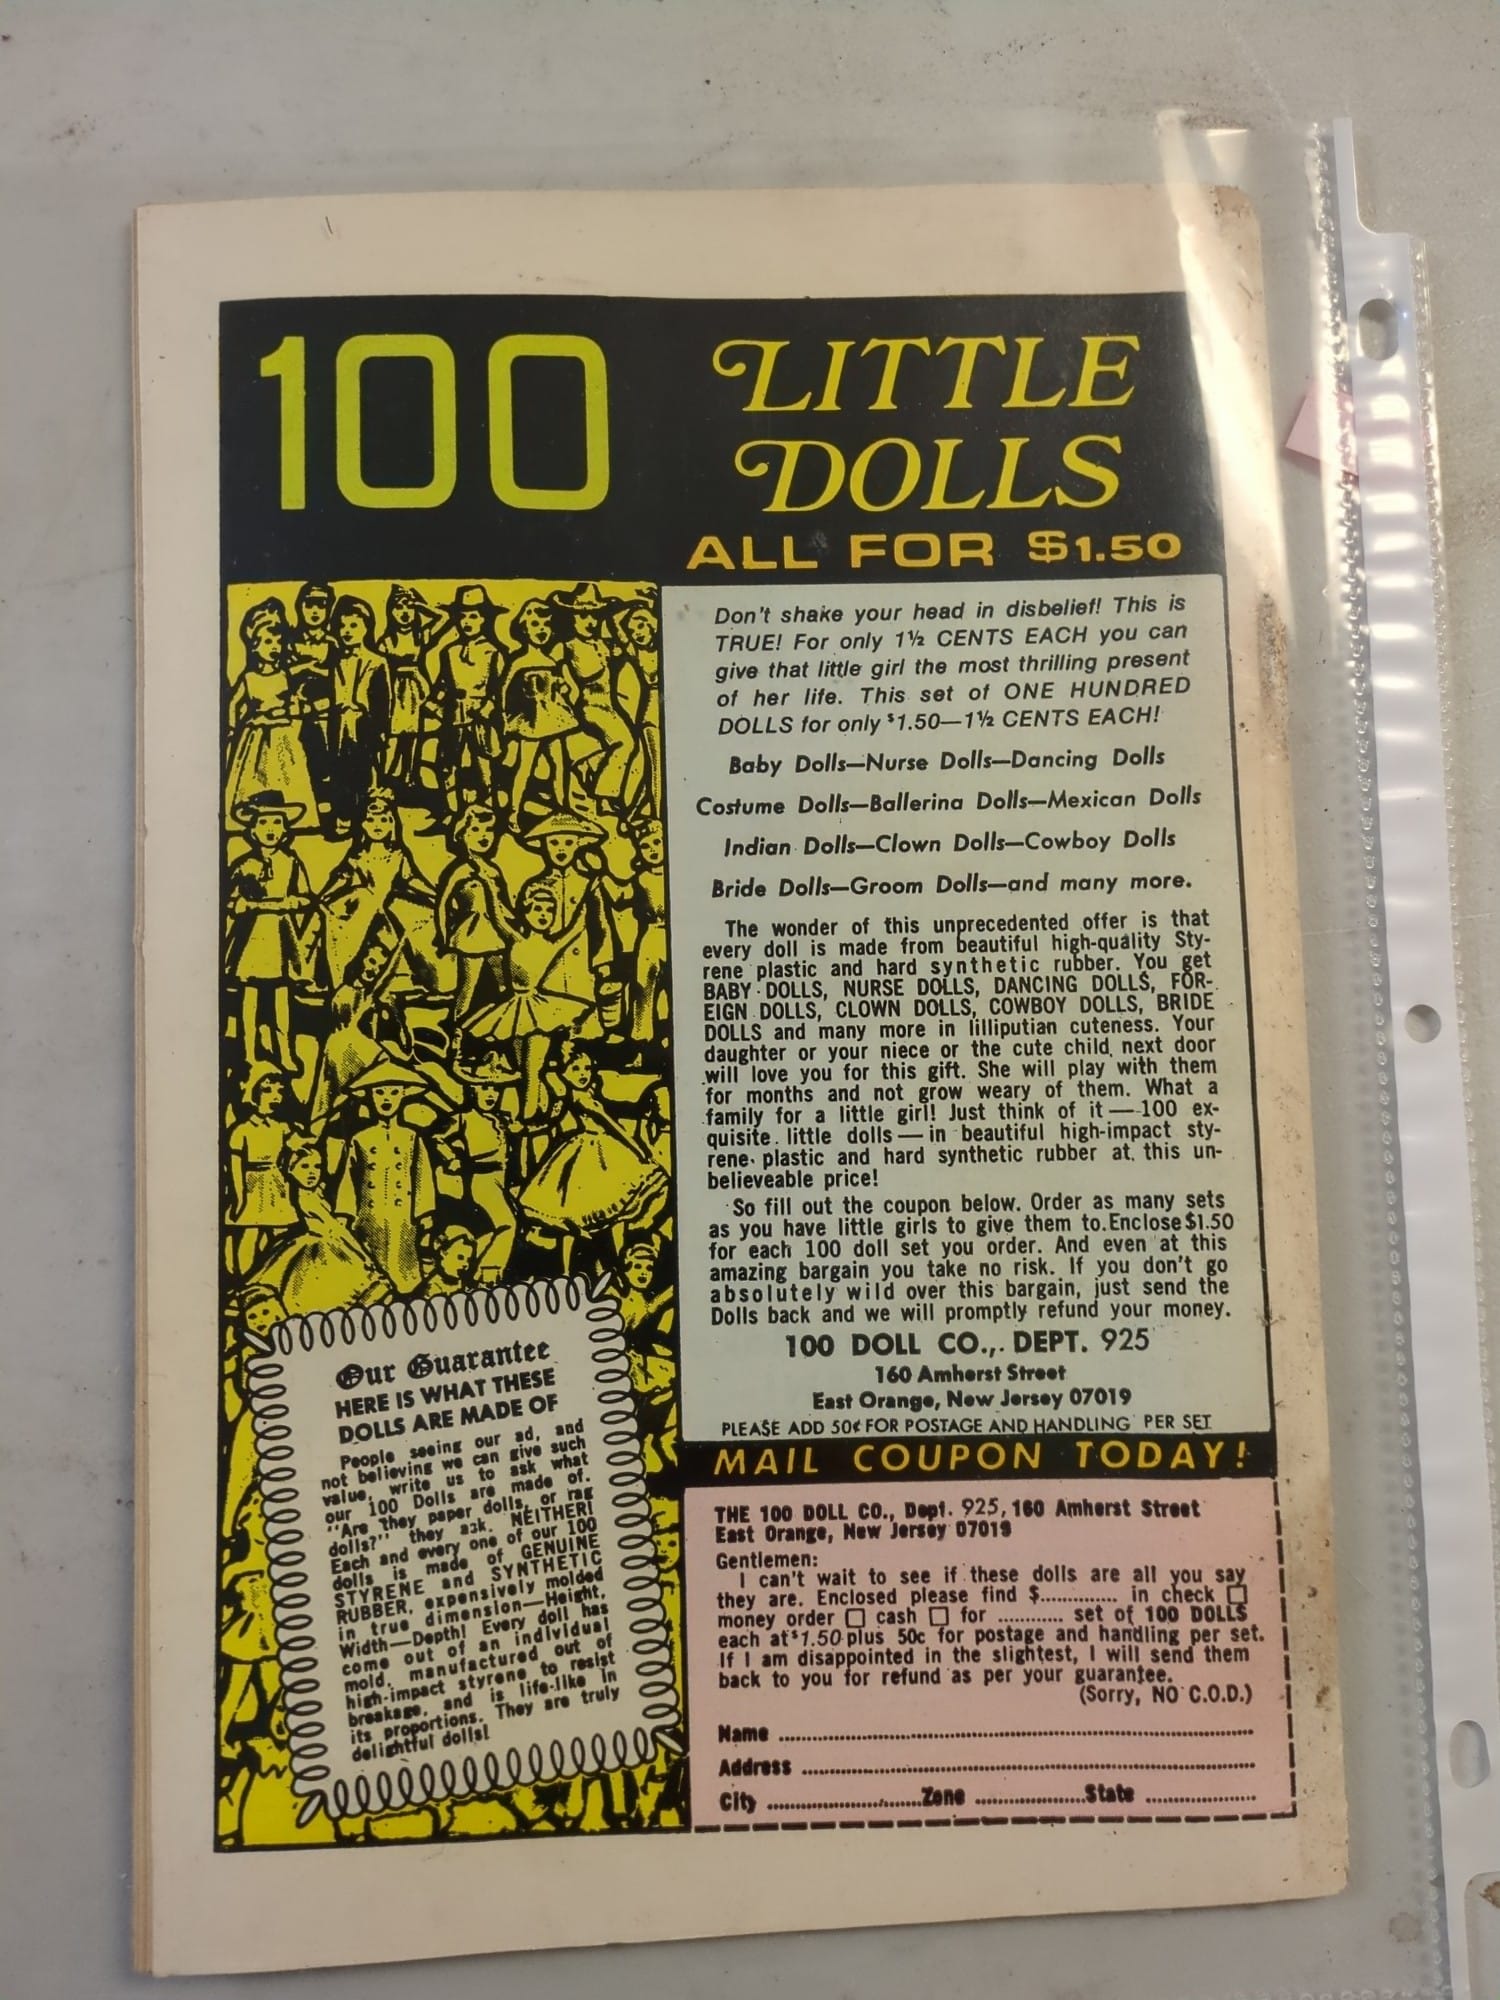 100
LITTLE
DOLLS
ALL FOR $1.50
Don't shake your head in disbelief! This is
TRUE! For only 1½ CENTS EACH you can
give that little girl the most thrilling present
of her life. This set of ONE HUNDRED
DOLLS for only $1.50—1½ CENTS EACH!
Baby Dolls—Nurse Dolls—Dancing Dolls
Costume Dolls—Ballerina Dolls—Mexican Dolls
Indian Dolls—Clown Dolls—Cowboy Dolls
Bride Dolls—Groom Dolls—and many more.
The wonder of this unprecedented offer is that
every doll is made from beautiful high-quality Sty-
rene plastic and hard synthetic rubber. You get
BABY DOLLS, NURSE DOLLS, DANCING DOLLS, FOR-
EIGN DOLLS, CLOWN DOLLS, COWBOY DOLLS, BRIDE
DOLLS and many more in lilliputian cuteness. Your
daughter or your niece or the cute child next door
will love you for this gift. She will play with them
for months and not grow weary of them. What a
family for a little girl! Just think of it — 100 ex-
quisite little dolls — in beautiful high-impact sty-
rene plastic and hard synthetic rubber at this un-
believeable price!
So fill out the coupon below. Order as many sets
as you have little girls to give them to. Enclose $1.50
for each 100 doll set you order. And even at this
amazing bargain you take no risk. If you don't go
absolutely wild over this bargain, just send the
Dolls back and we will promptly refund your money.
100 DOLL CO., DEPT. 925
160 Amherst Street
East Orange, New Jersey 07019
PLEASE ADD 50¢ FOR POSTAGE AND HANDLING PER SET
Our Guarantee
HERE IS WHAT THESE
DOLLS ARE MADE OF
People seeing our ad, and
not believing we can give such
value, write us to ask what
our 100 Dolls are made of.
"Are they paper dolls, or rag
dolls?" they ask. NEITHER!
Each and every one of our 100
dolls is made of GENUINE
STYRENE and SYNTHETIC
RUBBER, expensively molded
in true dimension—Height,
Width—Depth! Every doll has
come out of an individual
mold, manufactured out of
high-impact styrene to resist
breakage, and is life-like in
its proportions. They are truly
delightful dolls!
MAIL COUPON TODAY!
THE 100 DOLL CO., Dept. 925, 160 Amherst Street
East Orange, New Jersey 07019
Gentlemen:
I can't wait to see if these dolls are all you say
they are. Enclosed please find $.............. in check □
money order □ cash □ for ............ set of 100 DOLLS
each at $1.50 plus 50c for postage and handling per set.
If I am disappointed in the slightest, I will send them
back to you for refund as per your guarantee.
(Sorry, NO C.O.D.)
Name ..............................
Address ..............................
City ....................Zone ..............State ..............